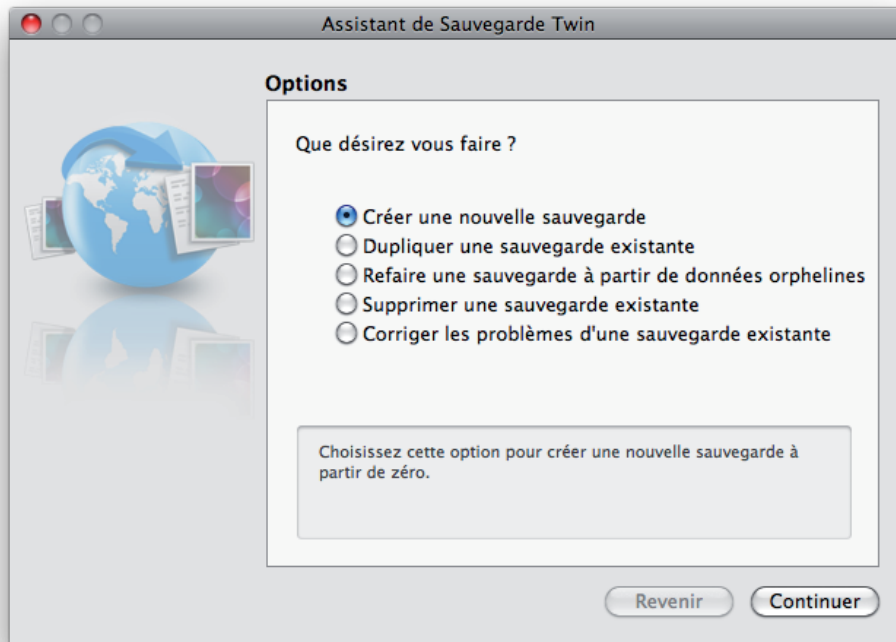 Assistant de Sauvegarde Twin
Options
Que désirez vous faire ?
Créer une nouvelle sauvegarde
Dupliquer une sauvegarde existante
Refaire une sauvegarde à partir de données orphelines
Supprimer une sauvegarde existante
Corriger les problèmes d'une sauvegarde existante
Choisissez cette option pour créer une nouvelle sauvegarde à
partir de zéro.
Revenir
Continuer